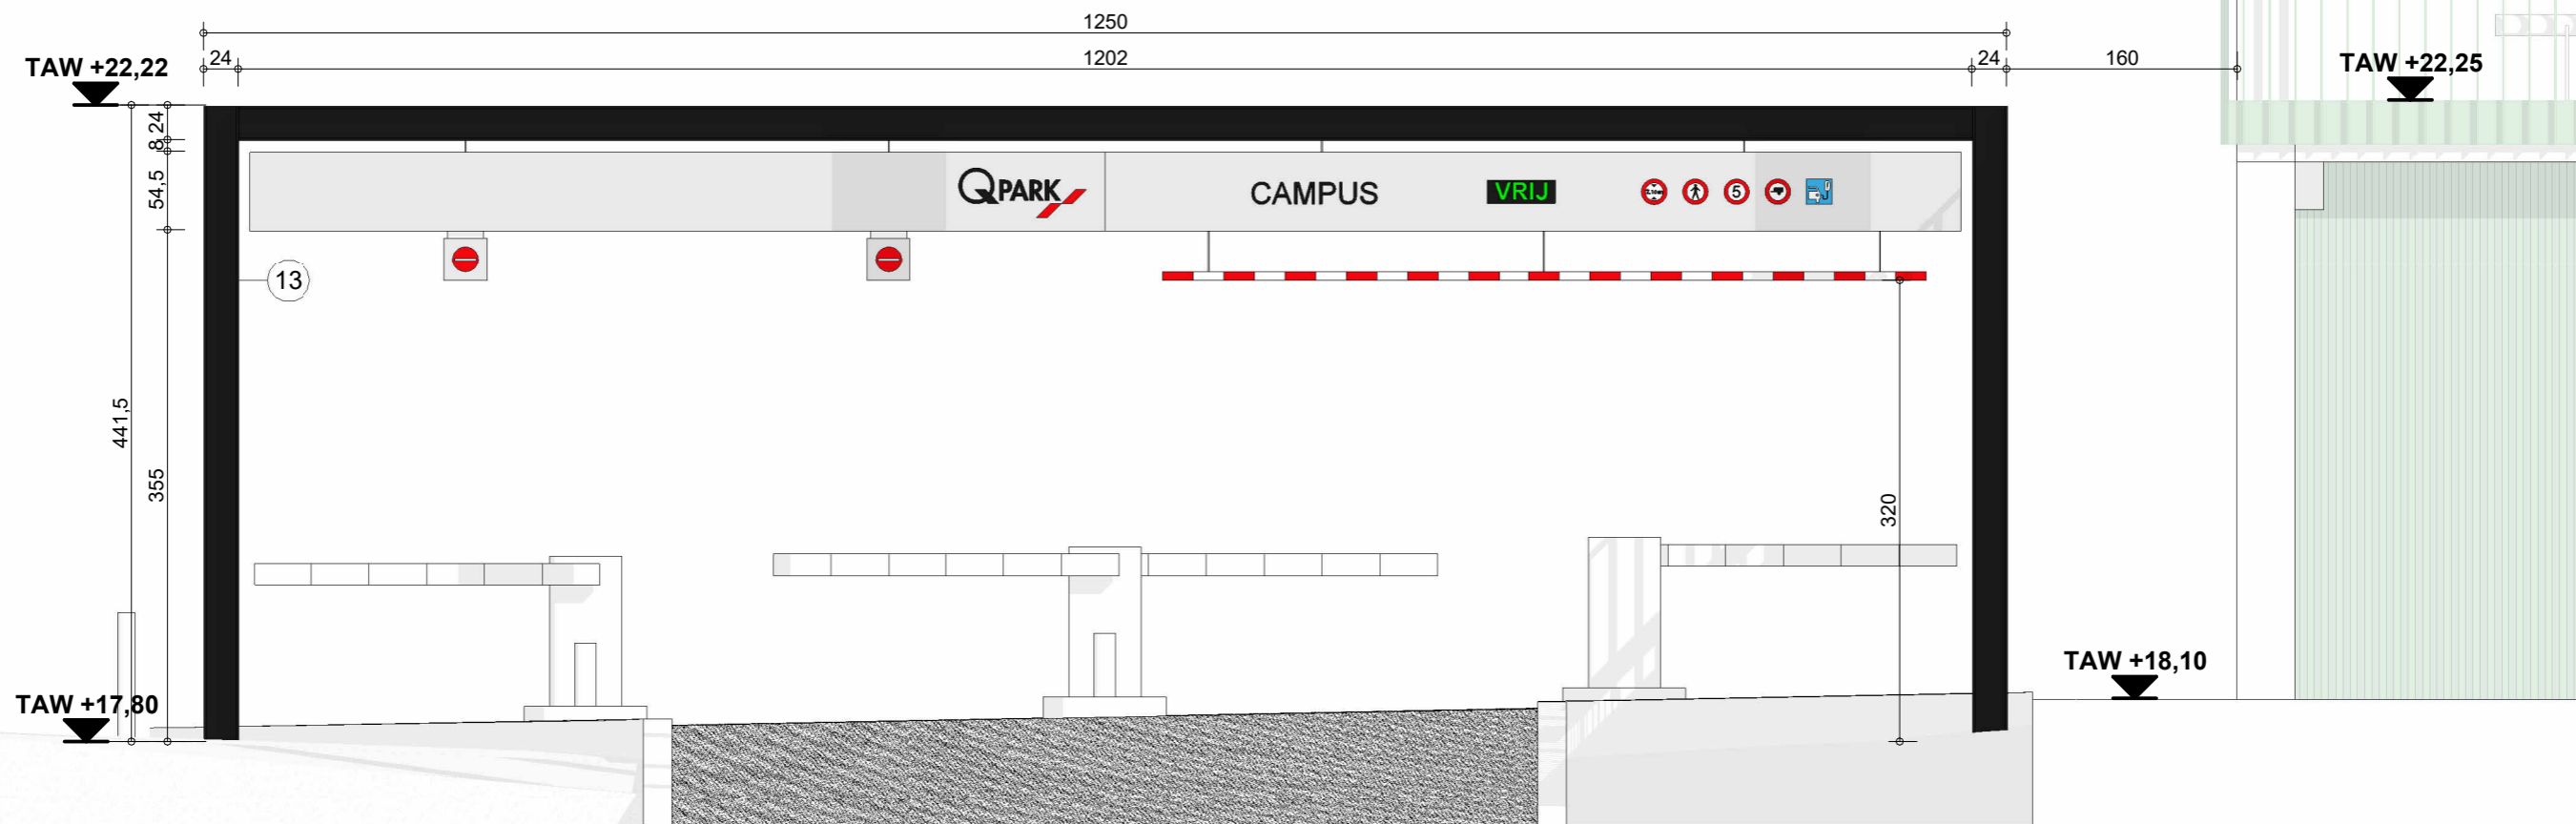 1250
24
1202
24
160
TAW +22,22
TAW +22,25
24
8
54,5
QPARK
CAMPUS
VRIJ
5
13
441,5
355
320
TAW +18,10
TAW +17,80